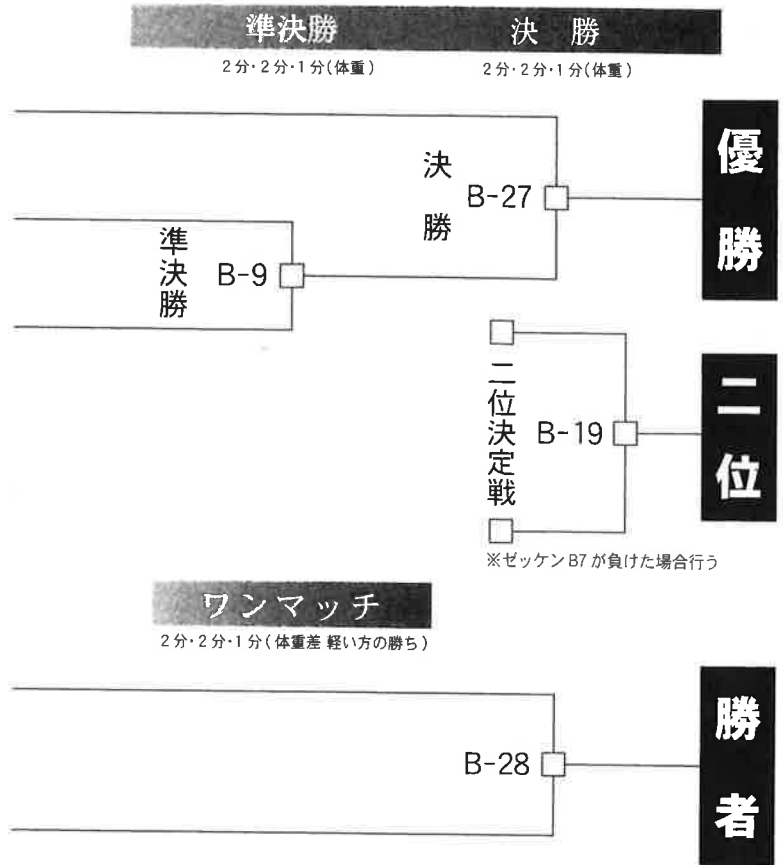 準決勝
決勝
2分・2分・1分(体重)
2分・2分・1分(体重)
優勝
決勝
B-27
準決勝
B-9
二位決定戦
B-19
二位
※ゼッケンB7が負けた場合行う
ワンマッチ
2分・2分・1分(体重差 軽い方の勝ち)
B-28
勝者